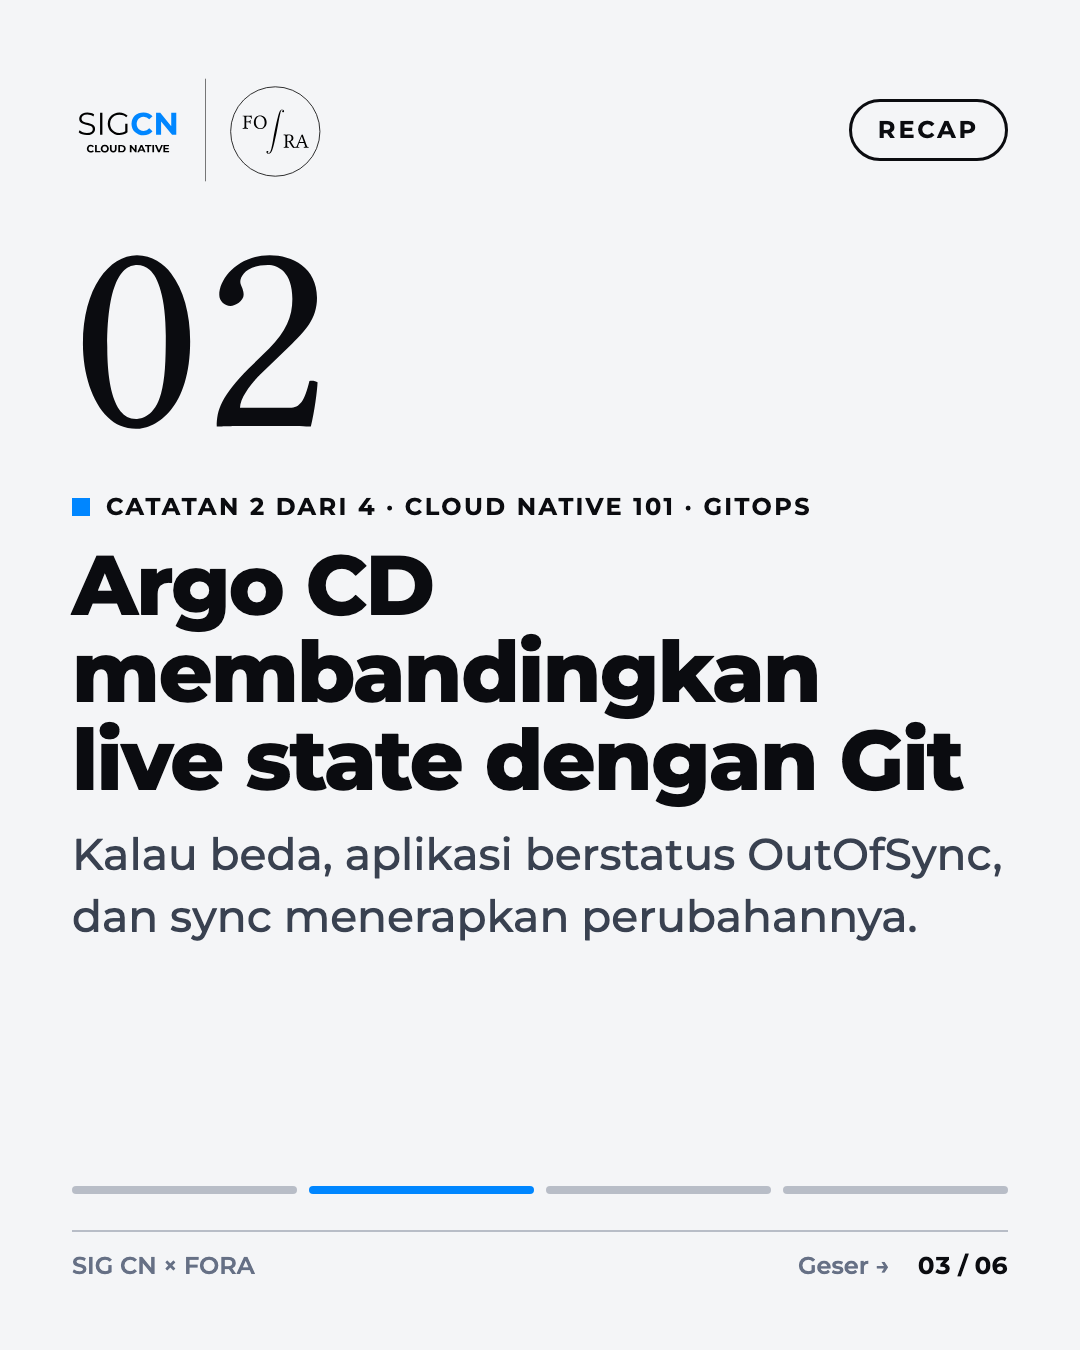 SIGCN
CLOUD NATIVE
FO∫RA
RECAP
02
CATATAN 2 DARI 4 · CLOUD NATIVE 101 · GITOPS
Argo CD
membandingkan
live state dengan Git
Kalau beda, aplikasi berstatus OutOfSync,
dan sync menerapkan perubahannya.
SIG CN × FORA
Geser → 03 / 06